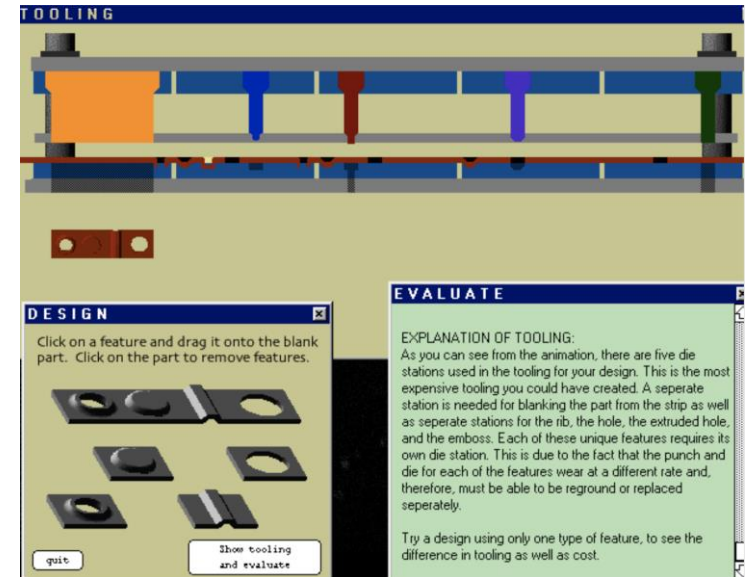 TOOLING
DESIGN
Click on a feature and drag it onto the blank
part. Click on the part to remove features.
quit
Show tooling
and evaluate
EVALUATE
EXPLANATION OF TOOLING:
As you can see from the animation, there are five die
stations used in the tooling for your design. This is the most
expensive tooling you could have created. A seperate
station is needed for blanking the part from the strip as well
as seperate stations for the rib, the hole, the extruded hole,
and the emboss. Each of these unique features requires its
own die station. This is due to the fact that the punch and
die for each of the features wear at a different rate and,
therefore, must be able to be reground or replaced
seperately.
Try a design using only one type of feature, to see the
difference in tooling as well as cost.